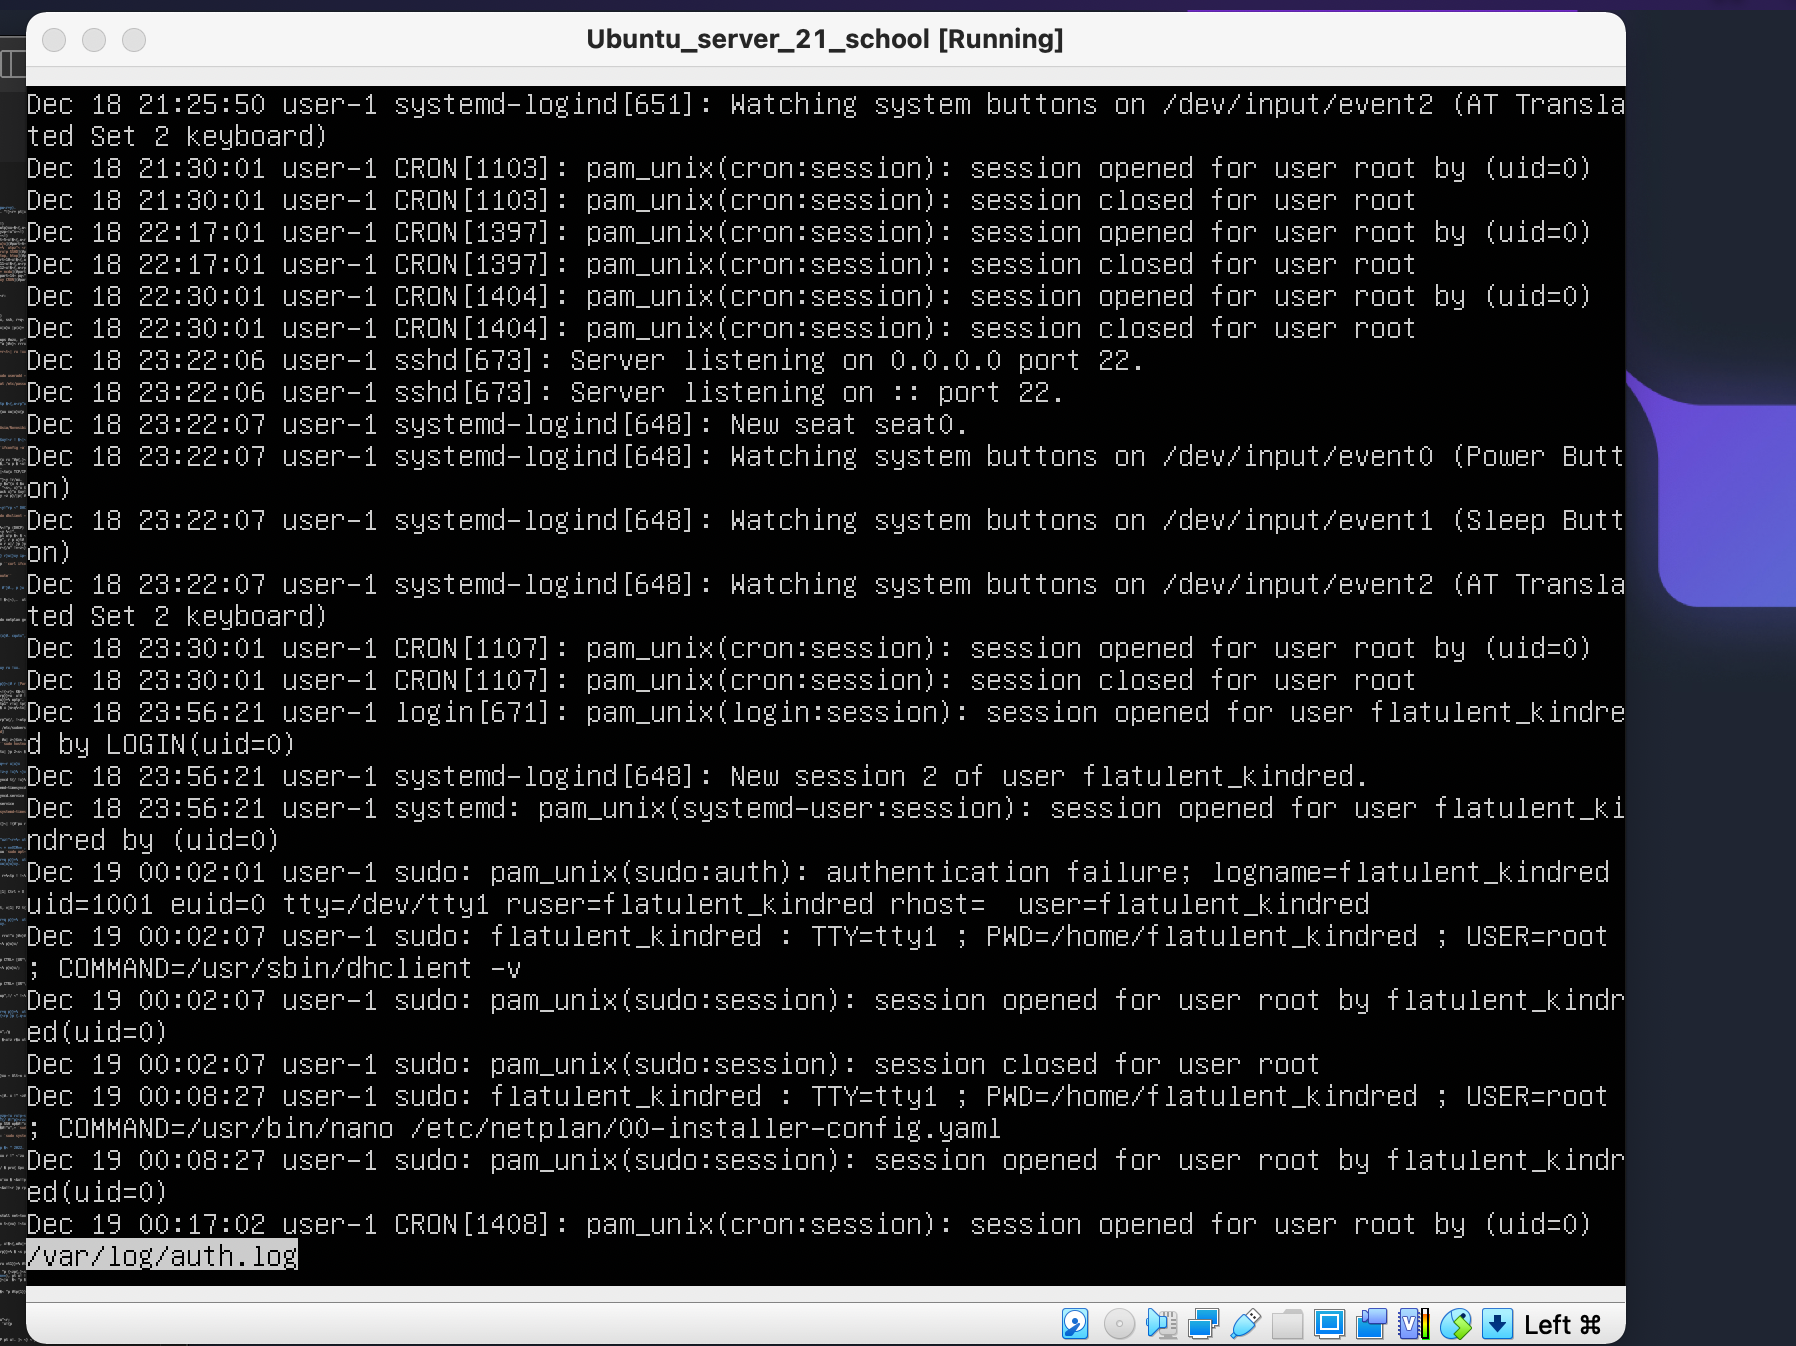 Ubuntu_server_21_school [Running]
Dec 18 21:25:50 user-1 systemd-logind[651]: Watching system buttons on /dev/input/event2 (AT Transla
ted Set 2 keyboard)
Dec 18 21:30:01 user-1 CRON[1103]: pam_unix(cron:session): session opened for user root by (uid=0)
Dec 18 21:30:01 user-1 CRON[1103]: pam_unix(cron:session): session closed for user root
Dec 18 22:17:01 user-1 CRON[1397]: pam_unix(cron:session): session opened for user root by (uid=0)
Dec 18 22:17:01 user-1 CRON[1397]: pam_unix(cron:session): session closed for user root
Dec 18 22:30:01 user-1 CRON[1404]: pam_unix(cron:session): session opened for user root by (uid=0)
Dec 18 22:30:01 user-1 CRON[1404]: pam_unix(cron:session): session closed for user root
Dec 18 23:22:06 user-1 sshd[673]: Server listening on 0.0.0.0 port 22.
Dec 18 23:22:06 user-1 sshd[673]: Server listening on :: port 22.
Dec 18 23:22:07 user-1 systemd-logind[648]: New seat seat0.
Dec 18 23:22:07 user-1 systemd-logind[648]: Watching system buttons on /dev/input/event0 (Power Butt
on)
Dec 18 23:22:07 user-1 systemd-logind[648]: Watching system buttons on /dev/input/event1 (Sleep Butt
on)
Dec 18 23:22:07 user-1 systemd-logind[648]: Watching system buttons on /dev/input/event2 (AT Transla
ted Set 2 keyboard)
Dec 18 23:30:01 user-1 CRON[1107]: pam_unix(cron:session): session opened for user root by (uid=0)
Dec 18 23:30:01 user-1 CRON[1107]: pam_unix(cron:session): session closed for user root
Dec 18 23:56:21 user-1 login[671]: pam_unix(login:session): session opened for user flatulent_kindre
d by LOGIN(uid=0)
Dec 18 23:56:21 user-1 systemd-logind[648]: New session 2 of user flatulent_kindred.
Dec 18 23:56:21 user-1 systemd: pam_unix(systemd-user:session): session opened for user flatulent_ki
ndred by (uid=0)
Dec 19 00:02:01 user-1 sudo: pam_unix(sudo:auth): authentication failure; logname=flatulent_kindred
uid=1001 euid=0 tty=/dev/tty1 ruser=flatulent_kindred rhost=  user=flatulent_kindred
Dec 19 00:02:07 user-1 sudo: flatulent_kindred : TTY=tty1 ; PWD=/home/flatulent_kindred ; USER=root
; COMMAND=/usr/sbin/dhclient -v
Dec 19 00:02:07 user-1 sudo: pam_unix(sudo:session): session opened for user root by flatulent_kindr
ed(uid=0)
Dec 19 00:02:07 user-1 sudo: pam_unix(sudo:session): session closed for user root
Dec 19 00:08:27 user-1 sudo: flatulent_kindred : TTY=tty1 ; PWD=/home/flatulent_kindred ; USER=root
; COMMAND=/usr/bin/nano /etc/netplan/00-installer-config.yaml
Dec 19 00:08:27 user-1 sudo: pam_unix(sudo:session): session opened for user root by flatulent_kindr
ed(uid=0)
Dec 19 00:17:02 user-1 CRON[1408]: pam_unix(cron:session): session opened for user root by (uid=0)
/var/log/auth.log
Left ⌘